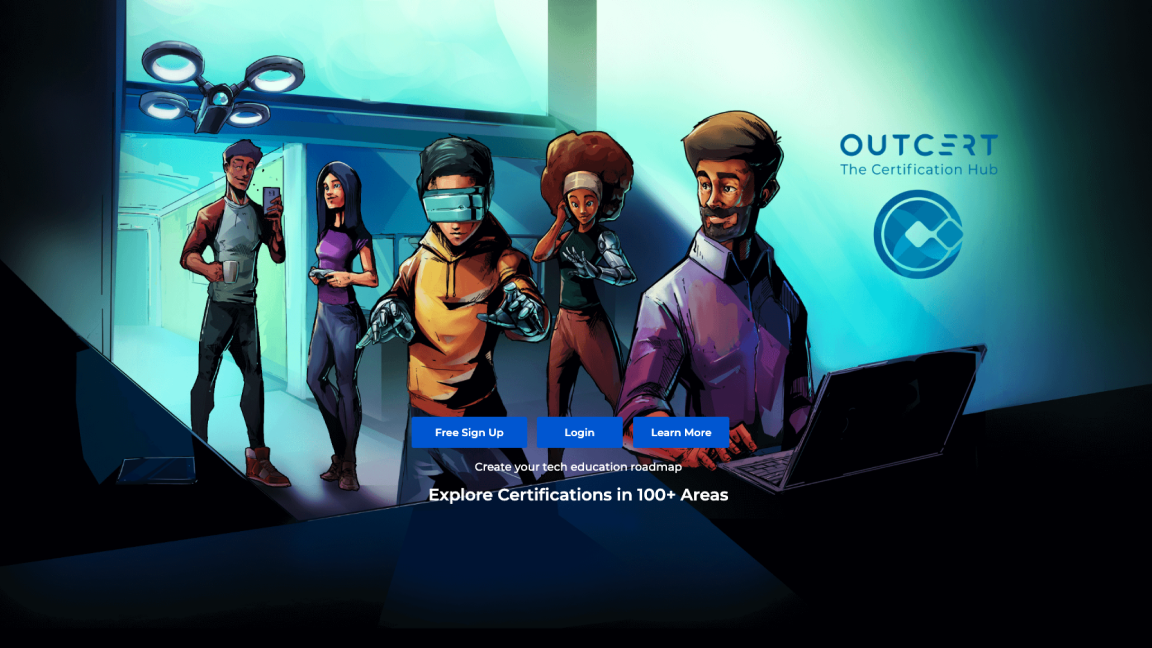 OUTCERT
The Certification Hub
Free Sign Up
Login
Learn More
Create your tech education roadmap
Explore Certifications in 100+ Areas